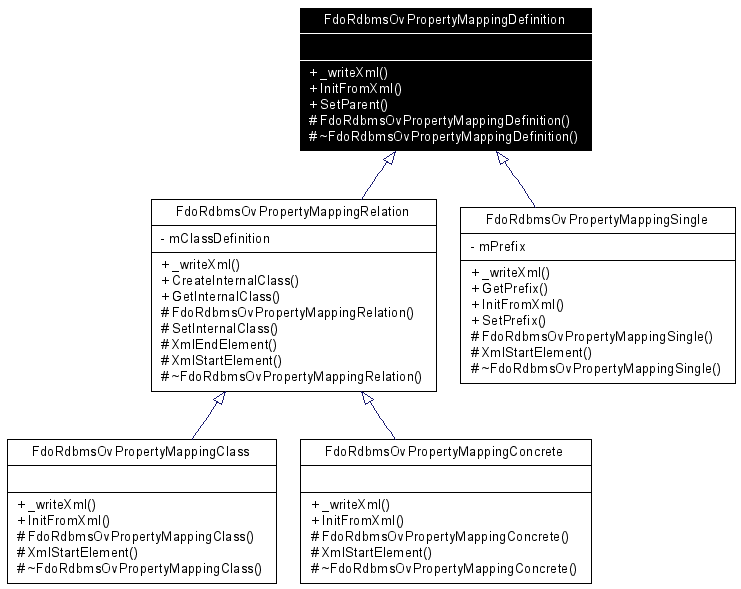 FdoRdbmsOvPropertyMappingDefinition
+ _writeXml()
+ InitFromXml()
+ SetParent()
# FdoRdbmsOvPropertyMappingDefinition()
# ~FdoRdbmsOvPropertyMappingDefinition()
FdoRdbmsOvPropertyMappingRelation
- mClassDefinition
+ _writeXml()
+ CreateInternalClass()
+ GetInternalClass()
# FdoRdbmsOvPropertyMappingRelation()
# SetInternalClass()
# XmlEndElement()
# XmlStartElement()
# ~FdoRdbmsOvPropertyMappingRelation()
FdoRdbmsOvPropertyMappingSingle
- mPrefix
+ _writeXml()
+ GetPrefix()
+ InitFromXml()
+ SetPrefix()
# FdoRdbmsOvPropertyMappingSingle()
# XmlStartElement()
# ~FdoRdbmsOvPropertyMappingSingle()
FdoRdbmsOvPropertyMappingClass
+ _writeXml()
+ InitFromXml()
# FdoRdbmsOvPropertyMappingClass()
# XmlStartElement()
# ~FdoRdbmsOvPropertyMappingClass()
FdoRdbmsOvPropertyMappingConcrete
+ _writeXml()
+ InitFromXml()
# FdoRdbmsOvPropertyMappingConcrete()
# XmlStartElement()
# ~FdoRdbmsOvPropertyMappingConcrete()